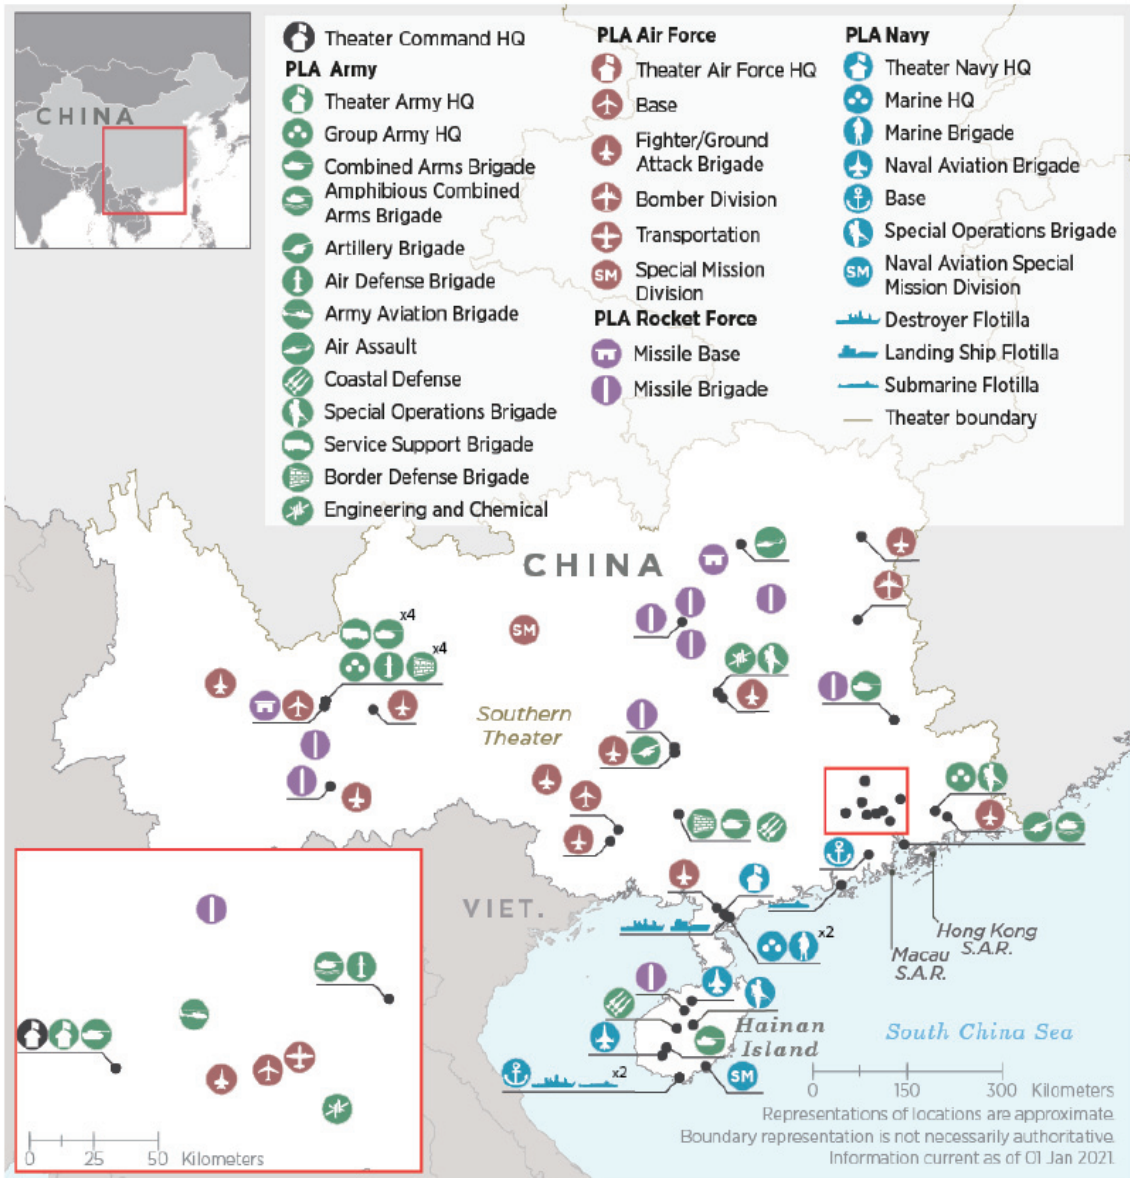 CHINA
Theater Command HQ
PLA Army
Theater Army HQ
Group Army HQ
Combined Arms Brigade
Amphibious Combined
Arms Brigade
Artillery Brigade
Air Defense Brigade
Army Aviation Brigade
Air Assault
Coastal Defense
Special Operations Brigade
Service Support Brigade
Border Defense Brigade
Engineering and Chemical
PLA Air Force
Theater Air Force HQ
Base
Fighter/Ground
Attack Brigade
Bomber Division
Transportation
SM
Special Mission
Division
PLA Rocket Force
Missile Base
Missile Brigade
PLA Navy
Theater Navy HQ
Marine HQ
Marine Brigade
Naval Aviation Brigade
Base
Special Operations Brigade
SM
Naval Aviation Special
Mission Division
Destroyer Flotilla
Landing Ship Flotilla
Submarine Flotilla
Theater boundary
CHINA
x4
SM
x4
Southern
Theater
VIET.
x2
Hong Kong
S.A.R.
Macau
S.A.R.
Hainan
Island
South China Sea
x2
SM
0 150 300 Kilometers
Representations of locations are approximate.
Boundary representation is not necessarily authoritative.
Information current as of 01 Jan 2021.
0 25 50 Kilometers